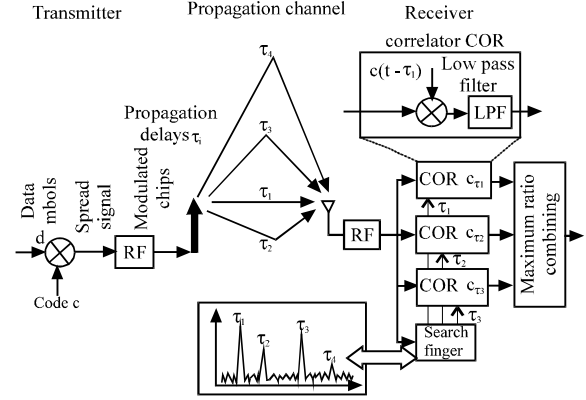 Transmitter
Propagation channel
Receiver
correlator COR
c(t - τ1)
Low pass
filter
LPF
Propagation
delays τi
τ4
τ3
τ1
τ2
Data
mbols
d
Spread
signal
Modulated
chips
RF
Code c
RF
COR cτ1
τ1
COR cτ2
τ2
COR cτ3
τ3
Search
finger
Maximum ratio
combining
τ1
τ2
τ3
τ4